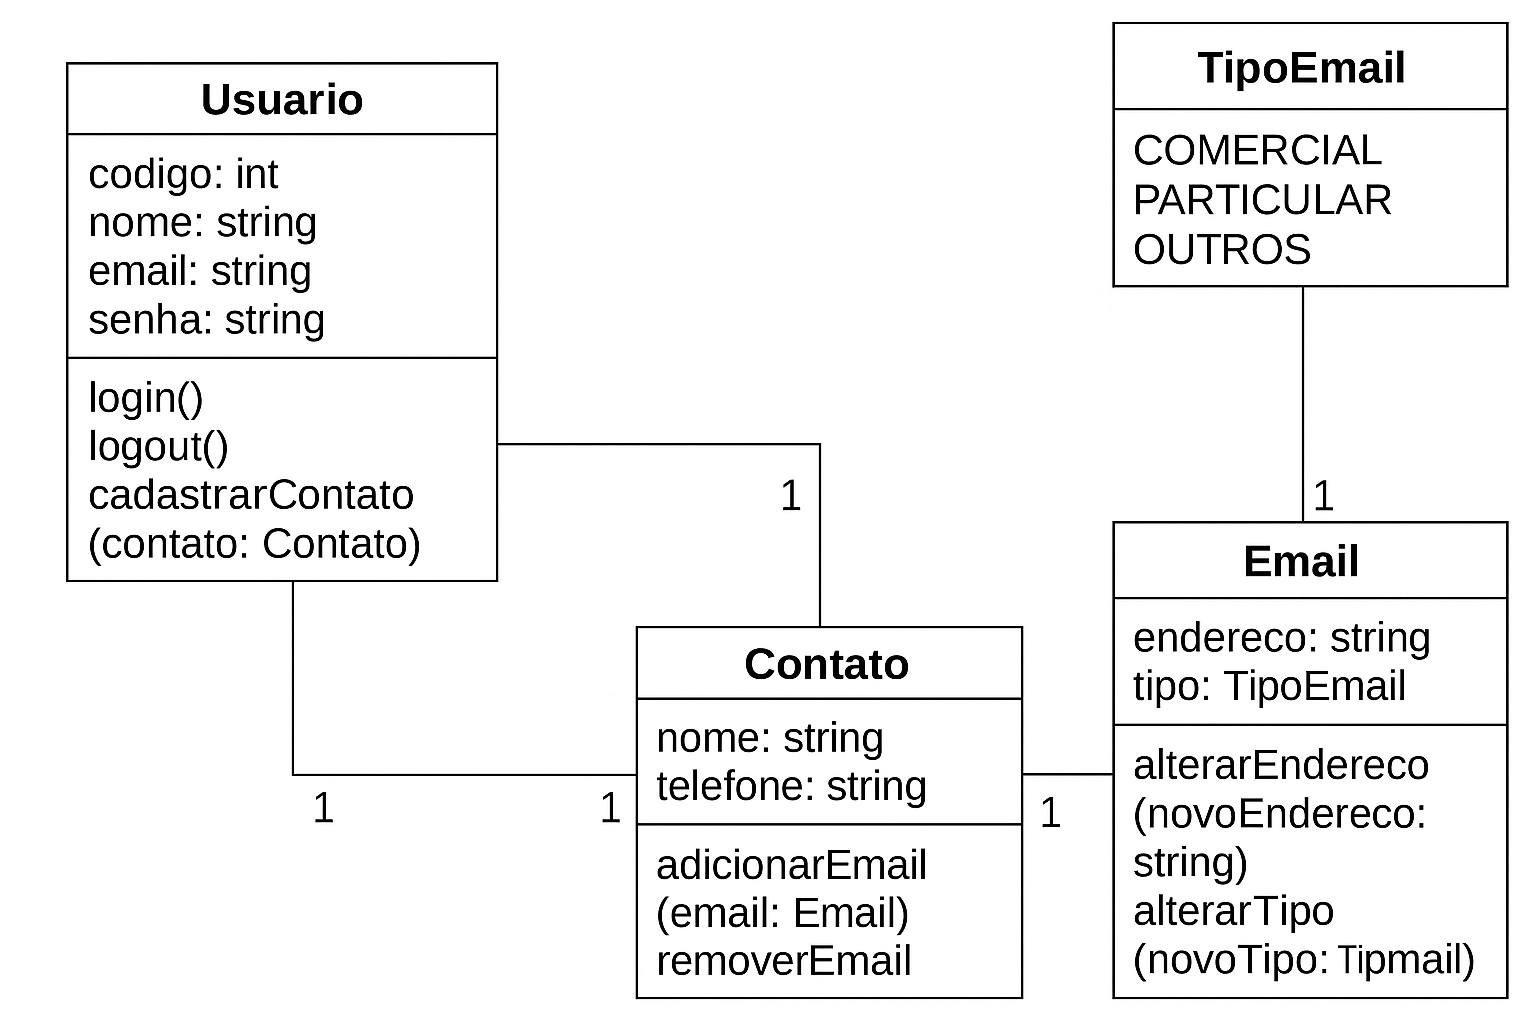 Usuario
codigo: int
nome: string
email: string
senha: string
login()
logout()
cadastrarContato
(contato: Contato)
1
1
1
Contato
nome: string
telefone: string
adicionarEmail
(email: Email)
removerEmail
1
TipoEmail
COMERCIAL
PARTICULAR
OUTROS
1
Email
endereco: string
tipo: TipoEmail
alterarEndereco
(novoEndereco:
string)
alterarTipo
(novoTipo: Tipmail)